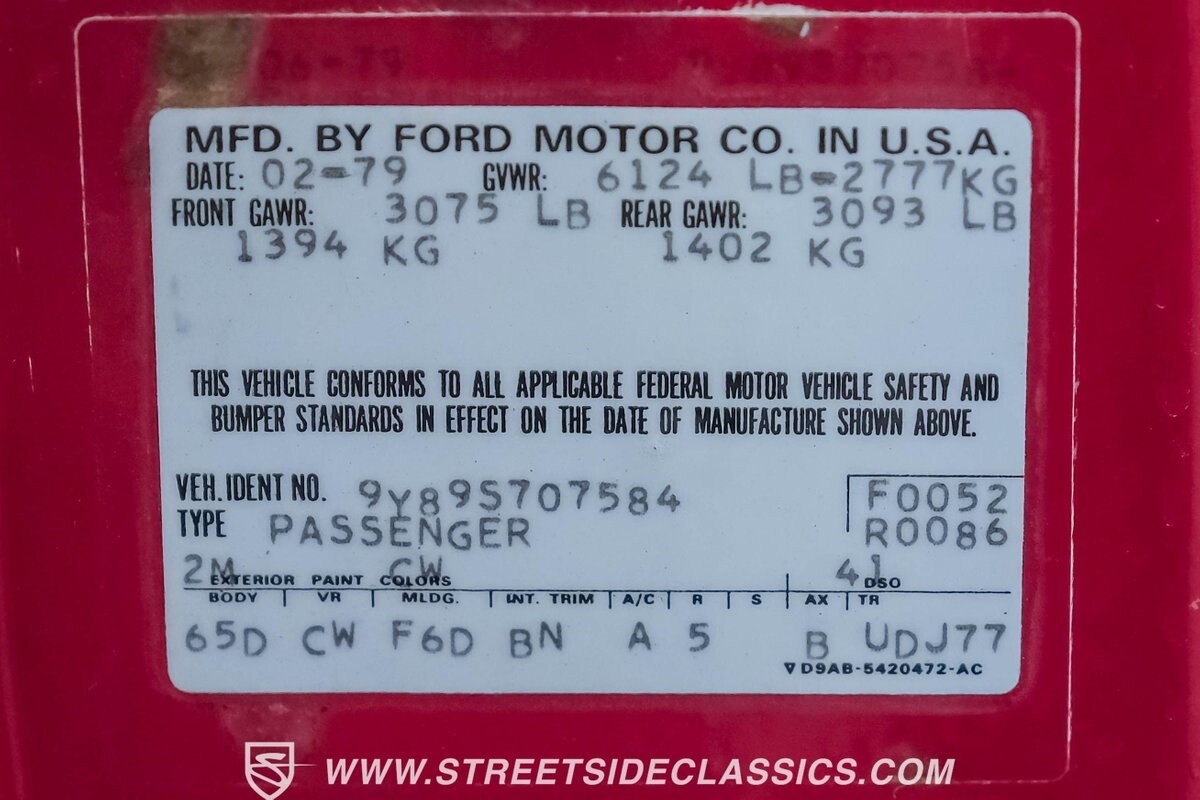 06-79
MFD. BY FORD MOTOR CO. IN U.S.A.
DATE: 02-79 GVWR: 6124 LB-2777KG
FRONT GAWR: 3075 LB REAR GAWR: 3093 LB
1394 KG 1402 KG
THIS VEHICLE CONFORMS TO ALL APPLICABLE FEDERAL MOTOR VEHICLE SAFETY AND
BUMPER STANDARDS IN EFFECT ON THE DATE OF MANUFACTURE SHOWN ABOVE.
VEH. IDENT NO. 9Y89S707584 F0052
TYPE PASSENGER R0086
2M CW 41
EXTERIOR PAINT COLORS DSO
BODY VR MLDG. INT. TRIM A/C R S AX TR
65D CW F6D BN A 5 B UDJ77
▽ D9AB-5420472-AC
WWW.STREETSIDECLASSICS.COM